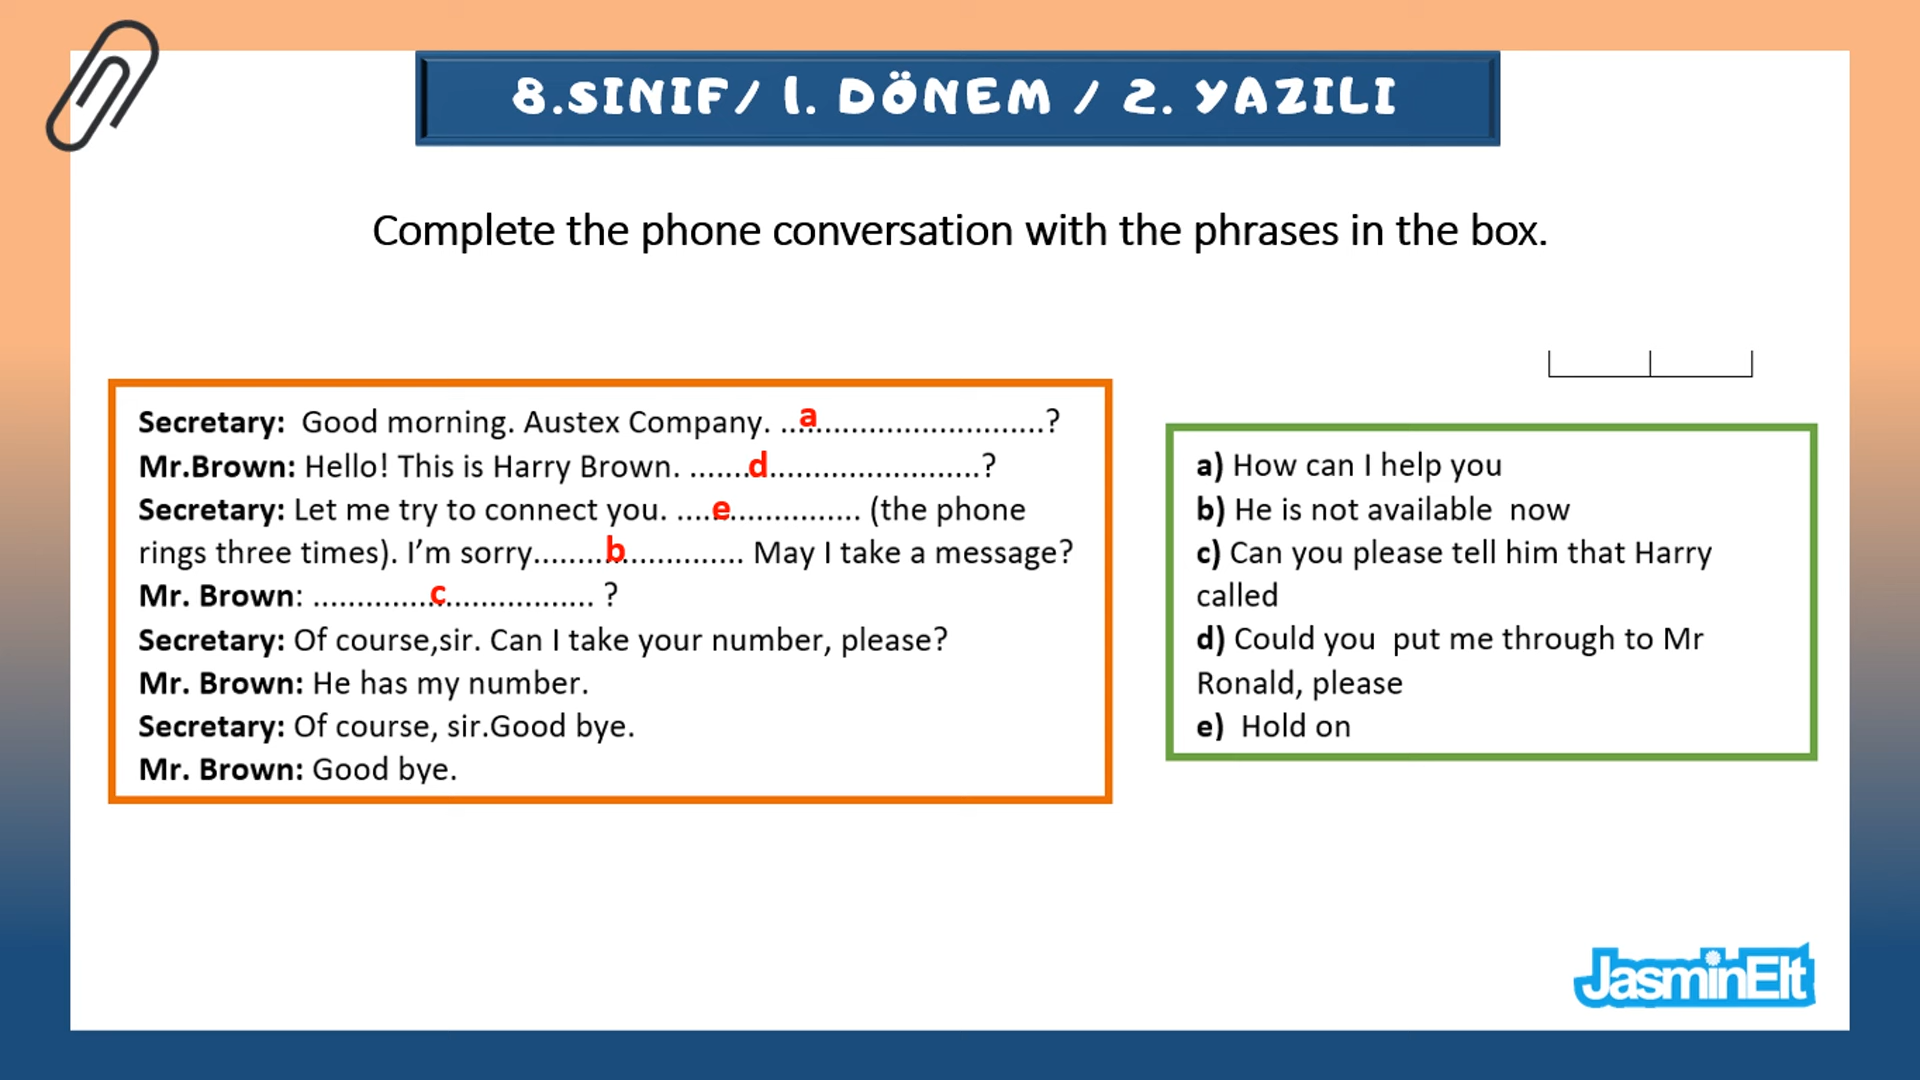 8.SINIF/ 1. DÖNEM / 2. YAZILI
Complete the phone conversation with the phrases in the box.
Secretary: Good morning. Austex Company. ...a..............................?
Mr.Brown: Hello! This is Harry Brown. .......d........................?
Secretary: Let me try to connect you. ....e............... (the phone
rings three times). I'm sorry........b.............. May I take a message?
Mr. Brown: .............c................. ?
Secretary: Of course,sir. Can I take your number, please?
Mr. Brown: He has my number.
Secretary: Of course, sir.Good bye.
Mr. Brown: Good bye.
a) How can I help you
b) He is not available now
c) Can you please tell him that Harry
called
d) Could you put me through to Mr
Ronald, please
e) Hold on
JasminElt